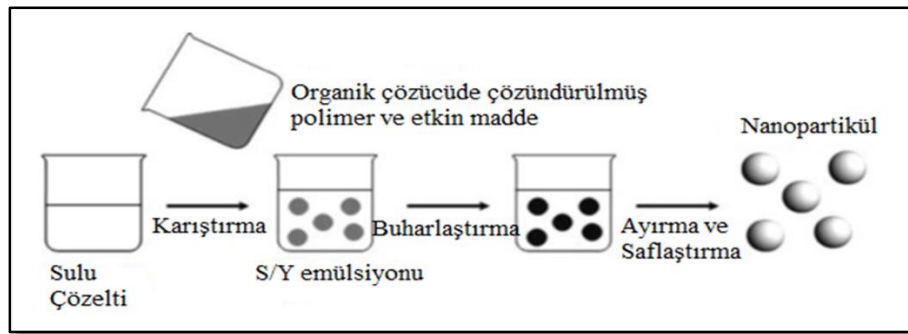 Organik çözücüde çözündürülmüş
polimer ve etkin madde
Nanopartikül
Karıştırma
Buharlaştırma
Ayırma ve
Saflaştırma
Sulu
Çözelti
S/Y emülsiyonu